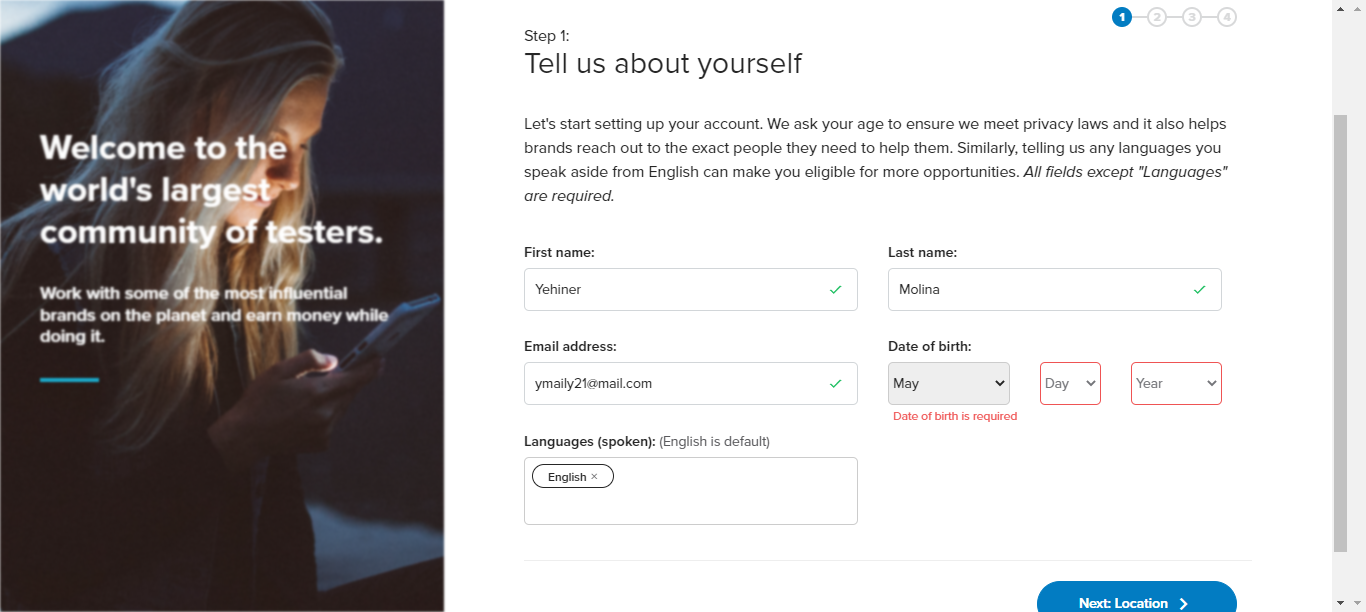 Welcome to the
world's largest
community of testers.
Work with some of the most influential
brands on the planet and earn money while
doing it.
1 2 3 4
Step 1:
Tell us about yourself
Let's start setting up your account. We ask your age to ensure we meet privacy laws and it also helps
brands reach out to the exact people they need to help them. Similarly, telling us any languages you
speak aside from English can make you eligible for more opportunities. All fields except "Languages"
are required.
First name:
Yehiner
Last name:
Molina
Email address:
ymaily21@mail.com
Date of birth:
May Day Year
Date of birth is required
Languages (spoken): (English is default)
English ×
Next: Location